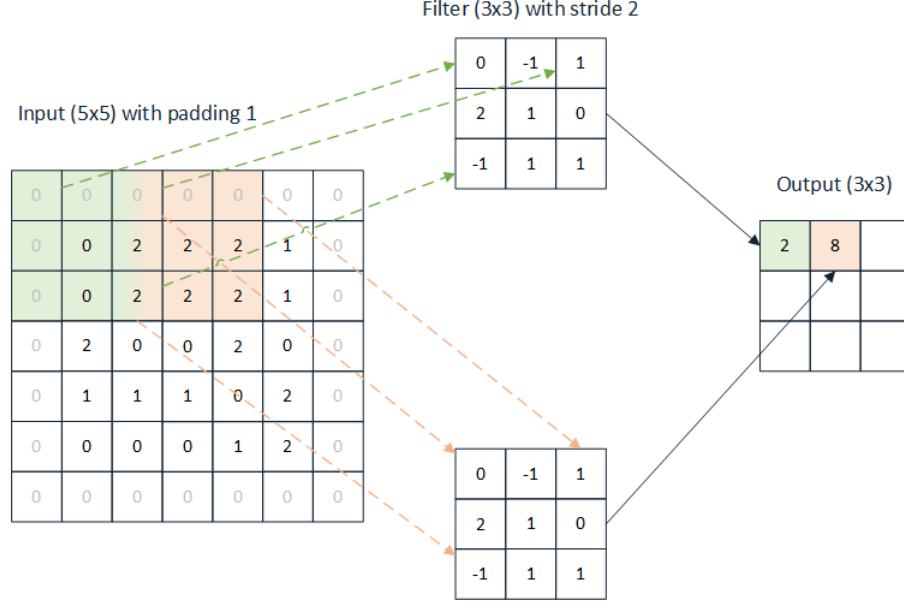 Filter (3x3) with stride 2
0 -1 1
2 1 0
-1 1 1
Input (5x5) with padding 1
0 0 0 0 0 0 0
0 0 2 2 2 1 0
0 0 2 2 2 1 0
0 2 0 0 2 0 0
0 1 1 1 0 2 0
0 0 0 0 1 2 0
0 0 0 0 0 0 0
Output (3x3)
2 8
0 -1 1
2 1 0
-1 1 1